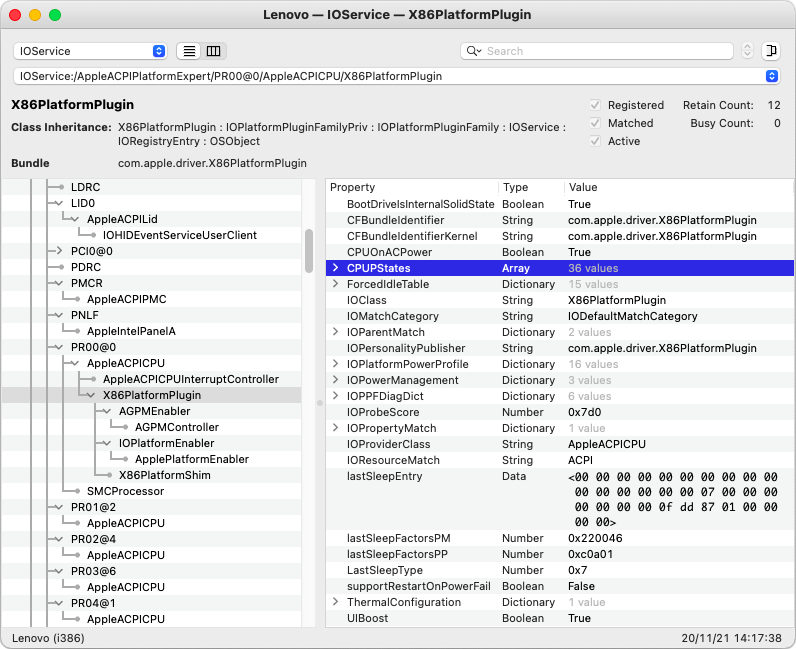 Lenovo — IOService — X86PlatformPlugin
IOService
Search
IOService:/AppleACPIPlatformExpert/PR00@0/AppleACPICPU/X86PlatformPlugin
X86PlatformPlugin
Registered Retain Count: 12
Class Inheritance: X86PlatformPlugin : IOPlatformPluginFamilyPriv : IOPlatformPluginFamily : IOService :
IORegistryEntry : OSObject
Matched Busy Count: 0
Active
Bundle com.apple.driver.X86PlatformPlugin
LDRC
LID0
AppleACPILid
IOHIDEventServiceUserClient
PCI0@0
PDRC
PMCR
AppleACPIPMC
PNLF
AppleIntelPanelA
PR00@0
AppleACPICPU
AppleACPICPUInterruptController
X86PlatformPlugin
AGPMEnabler
AGPMController
IOPlatformEnabler
ApplePlatformEnabler
X86PlatformShim
SMCProcessor
PR01@2
AppleACPICPU
PR02@4
AppleACPICPU
PR03@6
AppleACPICPU
PR04@1
AppleACPICPU
Property Type Value
BootDriveIsInternalSolidState Boolean True
CFBundleIdentifier String com.apple.driver.X86PlatformPlugin
CFBundleIdentifierKernel String com.apple.driver.X86PlatformPlugin
CPUOnACPower Boolean True
CPUPStates Array 36 values
ForcedIdleTable Dictionary 15 values
IOClass String X86PlatformPlugin
IOMatchCategory String IODefaultMatchCategory
IOParentMatch Dictionary 2 values
IOPersonalityPublisher String com.apple.driver.X86PlatformPlugin
IOPlatformPowerProfile Dictionary 16 values
IOPowerManagement Dictionary 3 values
IOPPFDiagDict Dictionary 6 values
IOProbeScore Number 0x7d0
IOPropertyMatch Dictionary 1 value
IOProviderClass String AppleACPICPU
IOResourceMatch String ACPI
lastSleepEntry Data <00 00 00 00 00 00 00 00 00 00
00 00 00 00 00 00 07 00 00 00
00 00 00 00 0f dd 87 01 00 00
00 00>
lastSleepFactorsPM Number 0x220046
lastSleepFactorsPP Number 0xc0a01
LastSleepType Number 0x7
supportRestartOnPowerFail Boolean False
ThermalConfiguration Dictionary 1 value
UIBoost Boolean True
Lenovo (i386) 20/11/21 14:17:38